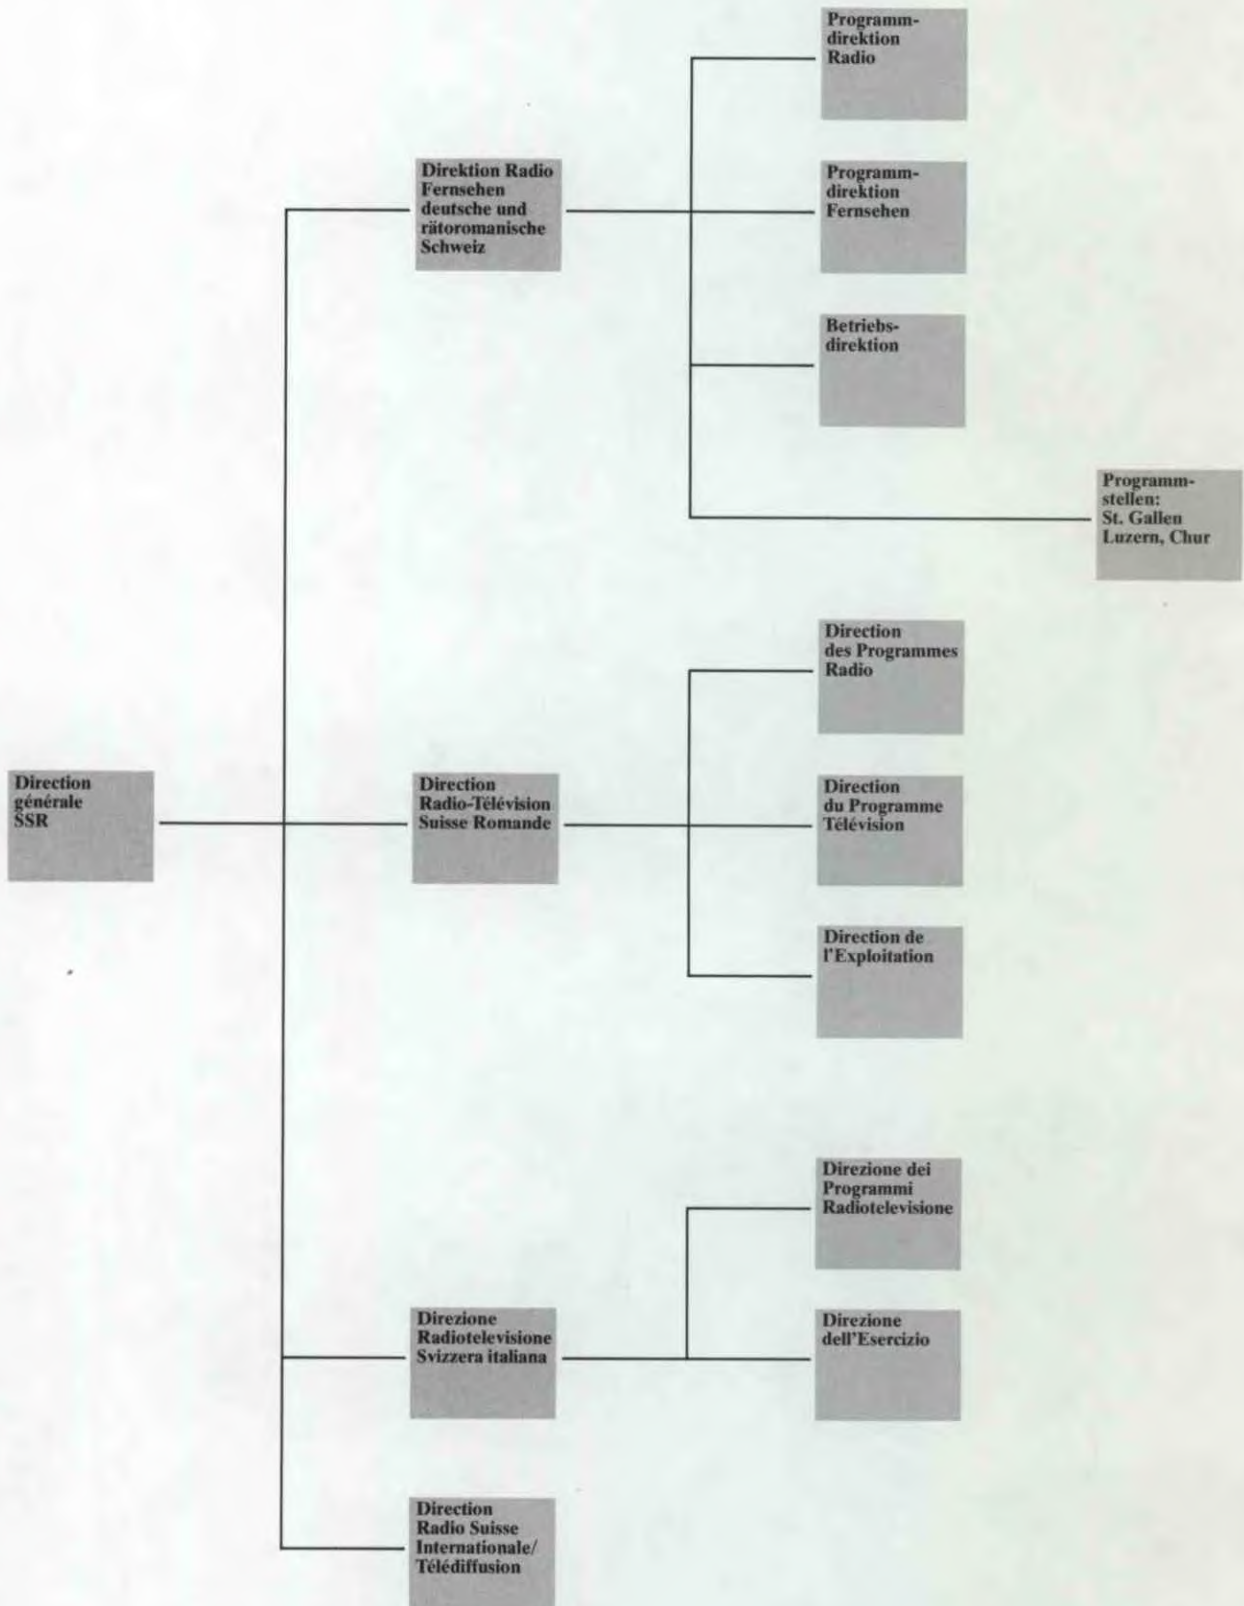 Programm-
direktion
Radio
Direktion Radio
Fernsehen
deutsche und
rätoromanische
Schweiz
Programm-
direktion
Fernsehen
Betriebs-
direktion
Programm-
stellen:
St. Gallen
Luzern, Chur
Direction
des Programmes
Radio
Direction
générale
SSR
Direction
Radio-Télévision
Suisse Romande
Direction
du Programme
Télévision
Direction de
l'Exploitation
Direzione dei
Programmi
Radiotelevisione
Direzione
Radiotelevisione
Svizzera italiana
Direzione
dell'Esercizio
Direction
Radio Suisse
Internationale/
Télédiffusion